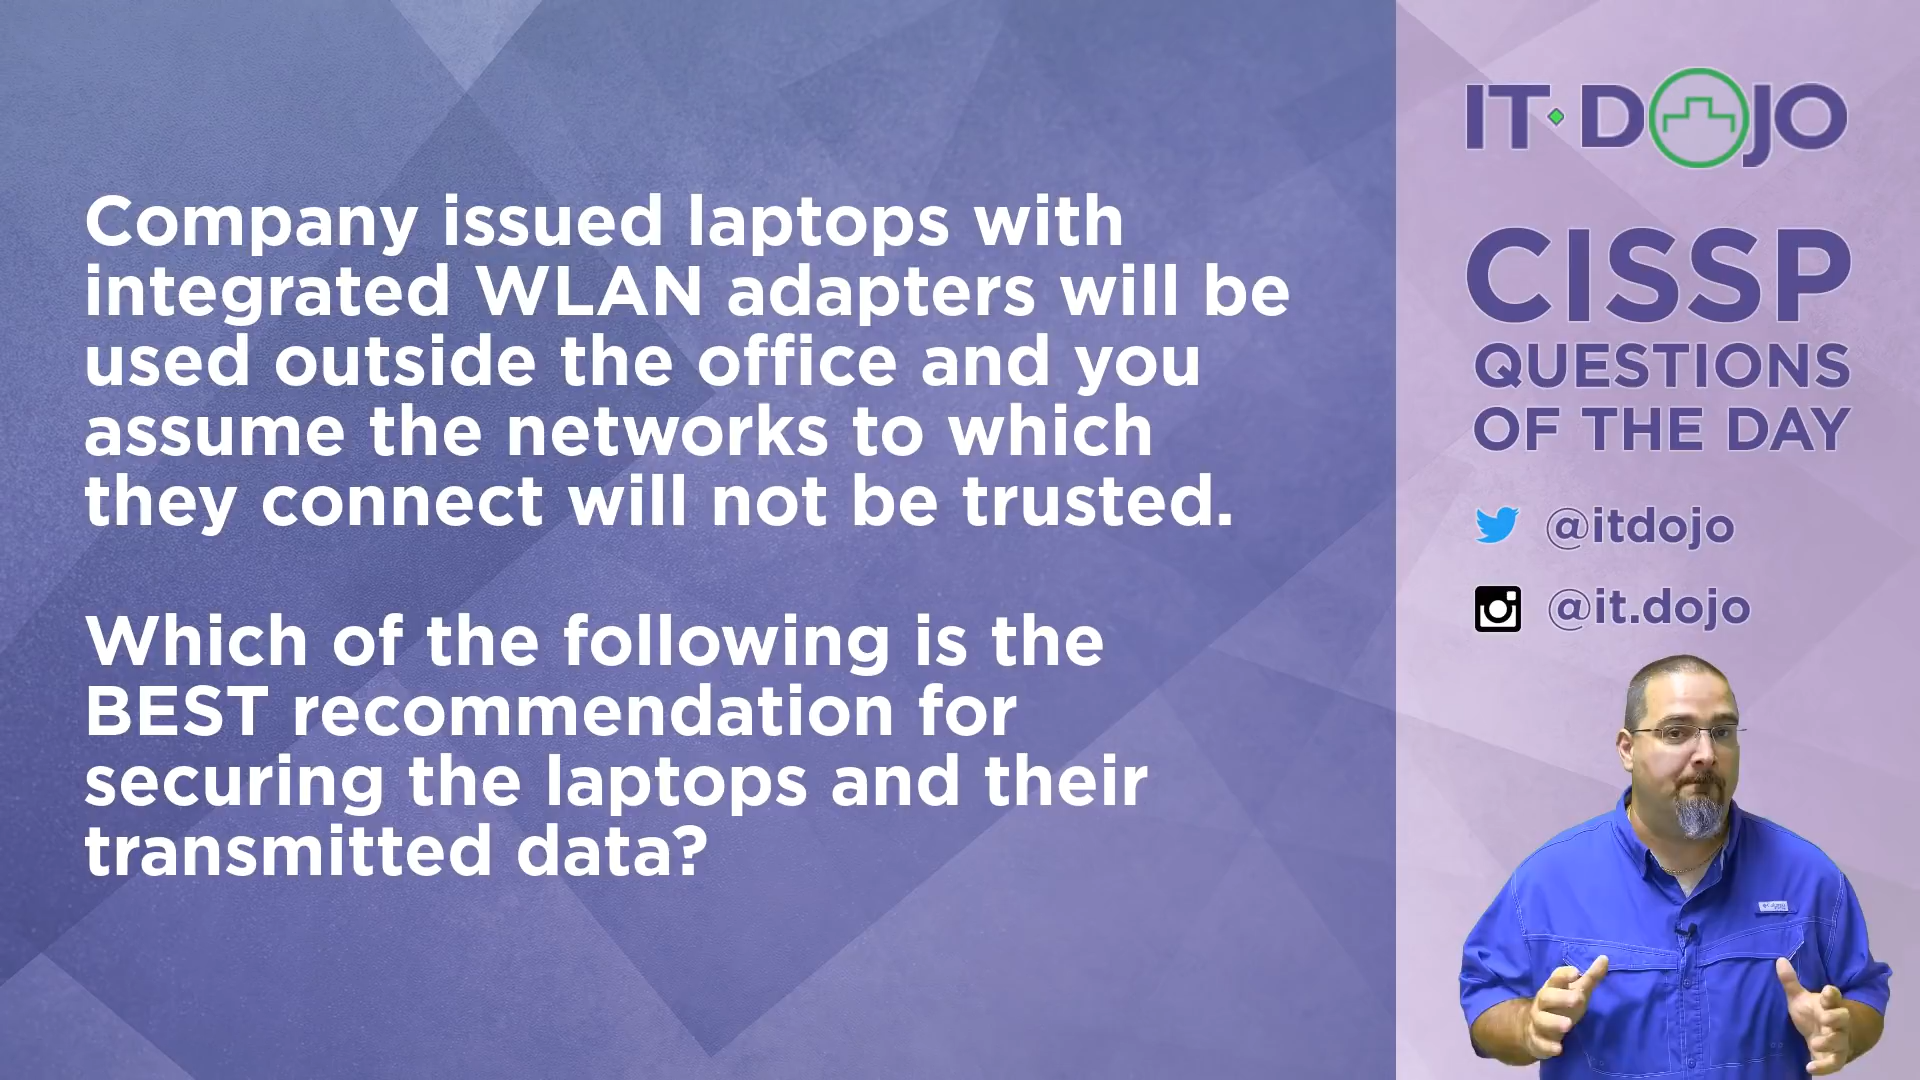 Company issued laptops with
integrated WLAN adapters will be
used outside the office and you
assume the networks to which
they connect will not be trusted.
Which of the following is the
BEST recommendation for
securing the laptops and their
transmitted data?
IT DOJO
CISSP
QUESTIONS
OF THE DAY
@itdojo
@it.dojo